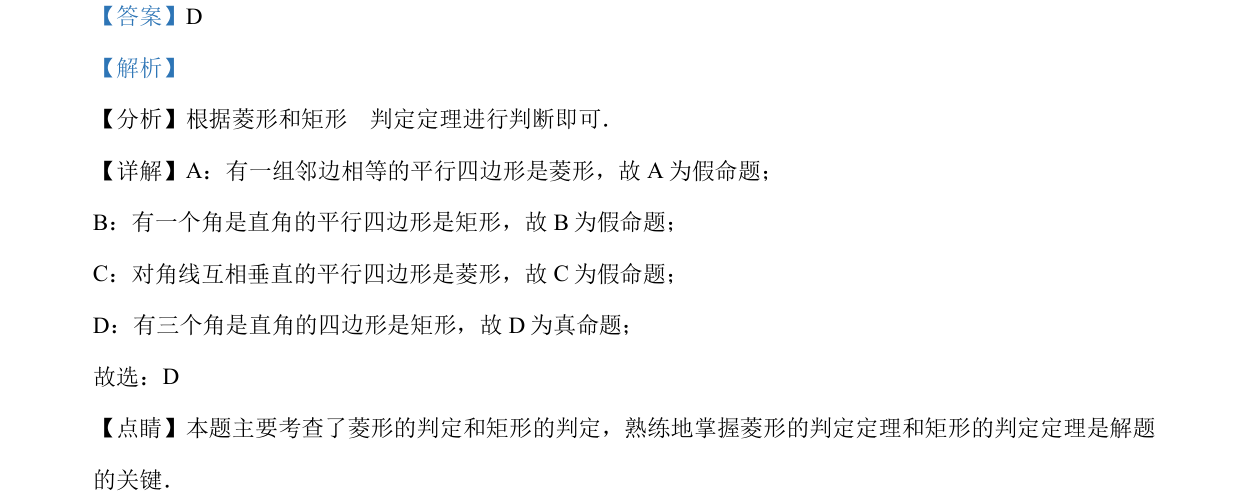 【答案】D
【解析】
【分析】根据菱形和矩形 判定定理进行判断即可．
【详解】A：有一组邻边相等的平行四边形是菱形，故 A 为假命题；
B：有一个角是直角的平行四边形是矩形，故 B 为假命题；
C：对角线互相垂直的平行四边形是菱形，故 C 为假命题；
D：有三个角是直角的四边形是矩形，故 D 为真命题；
故选：D
【点睛】本题主要考查了菱形的判定和矩形的判定，熟练地掌握菱形的判定定理和矩形的判定定理是解题
的关键．